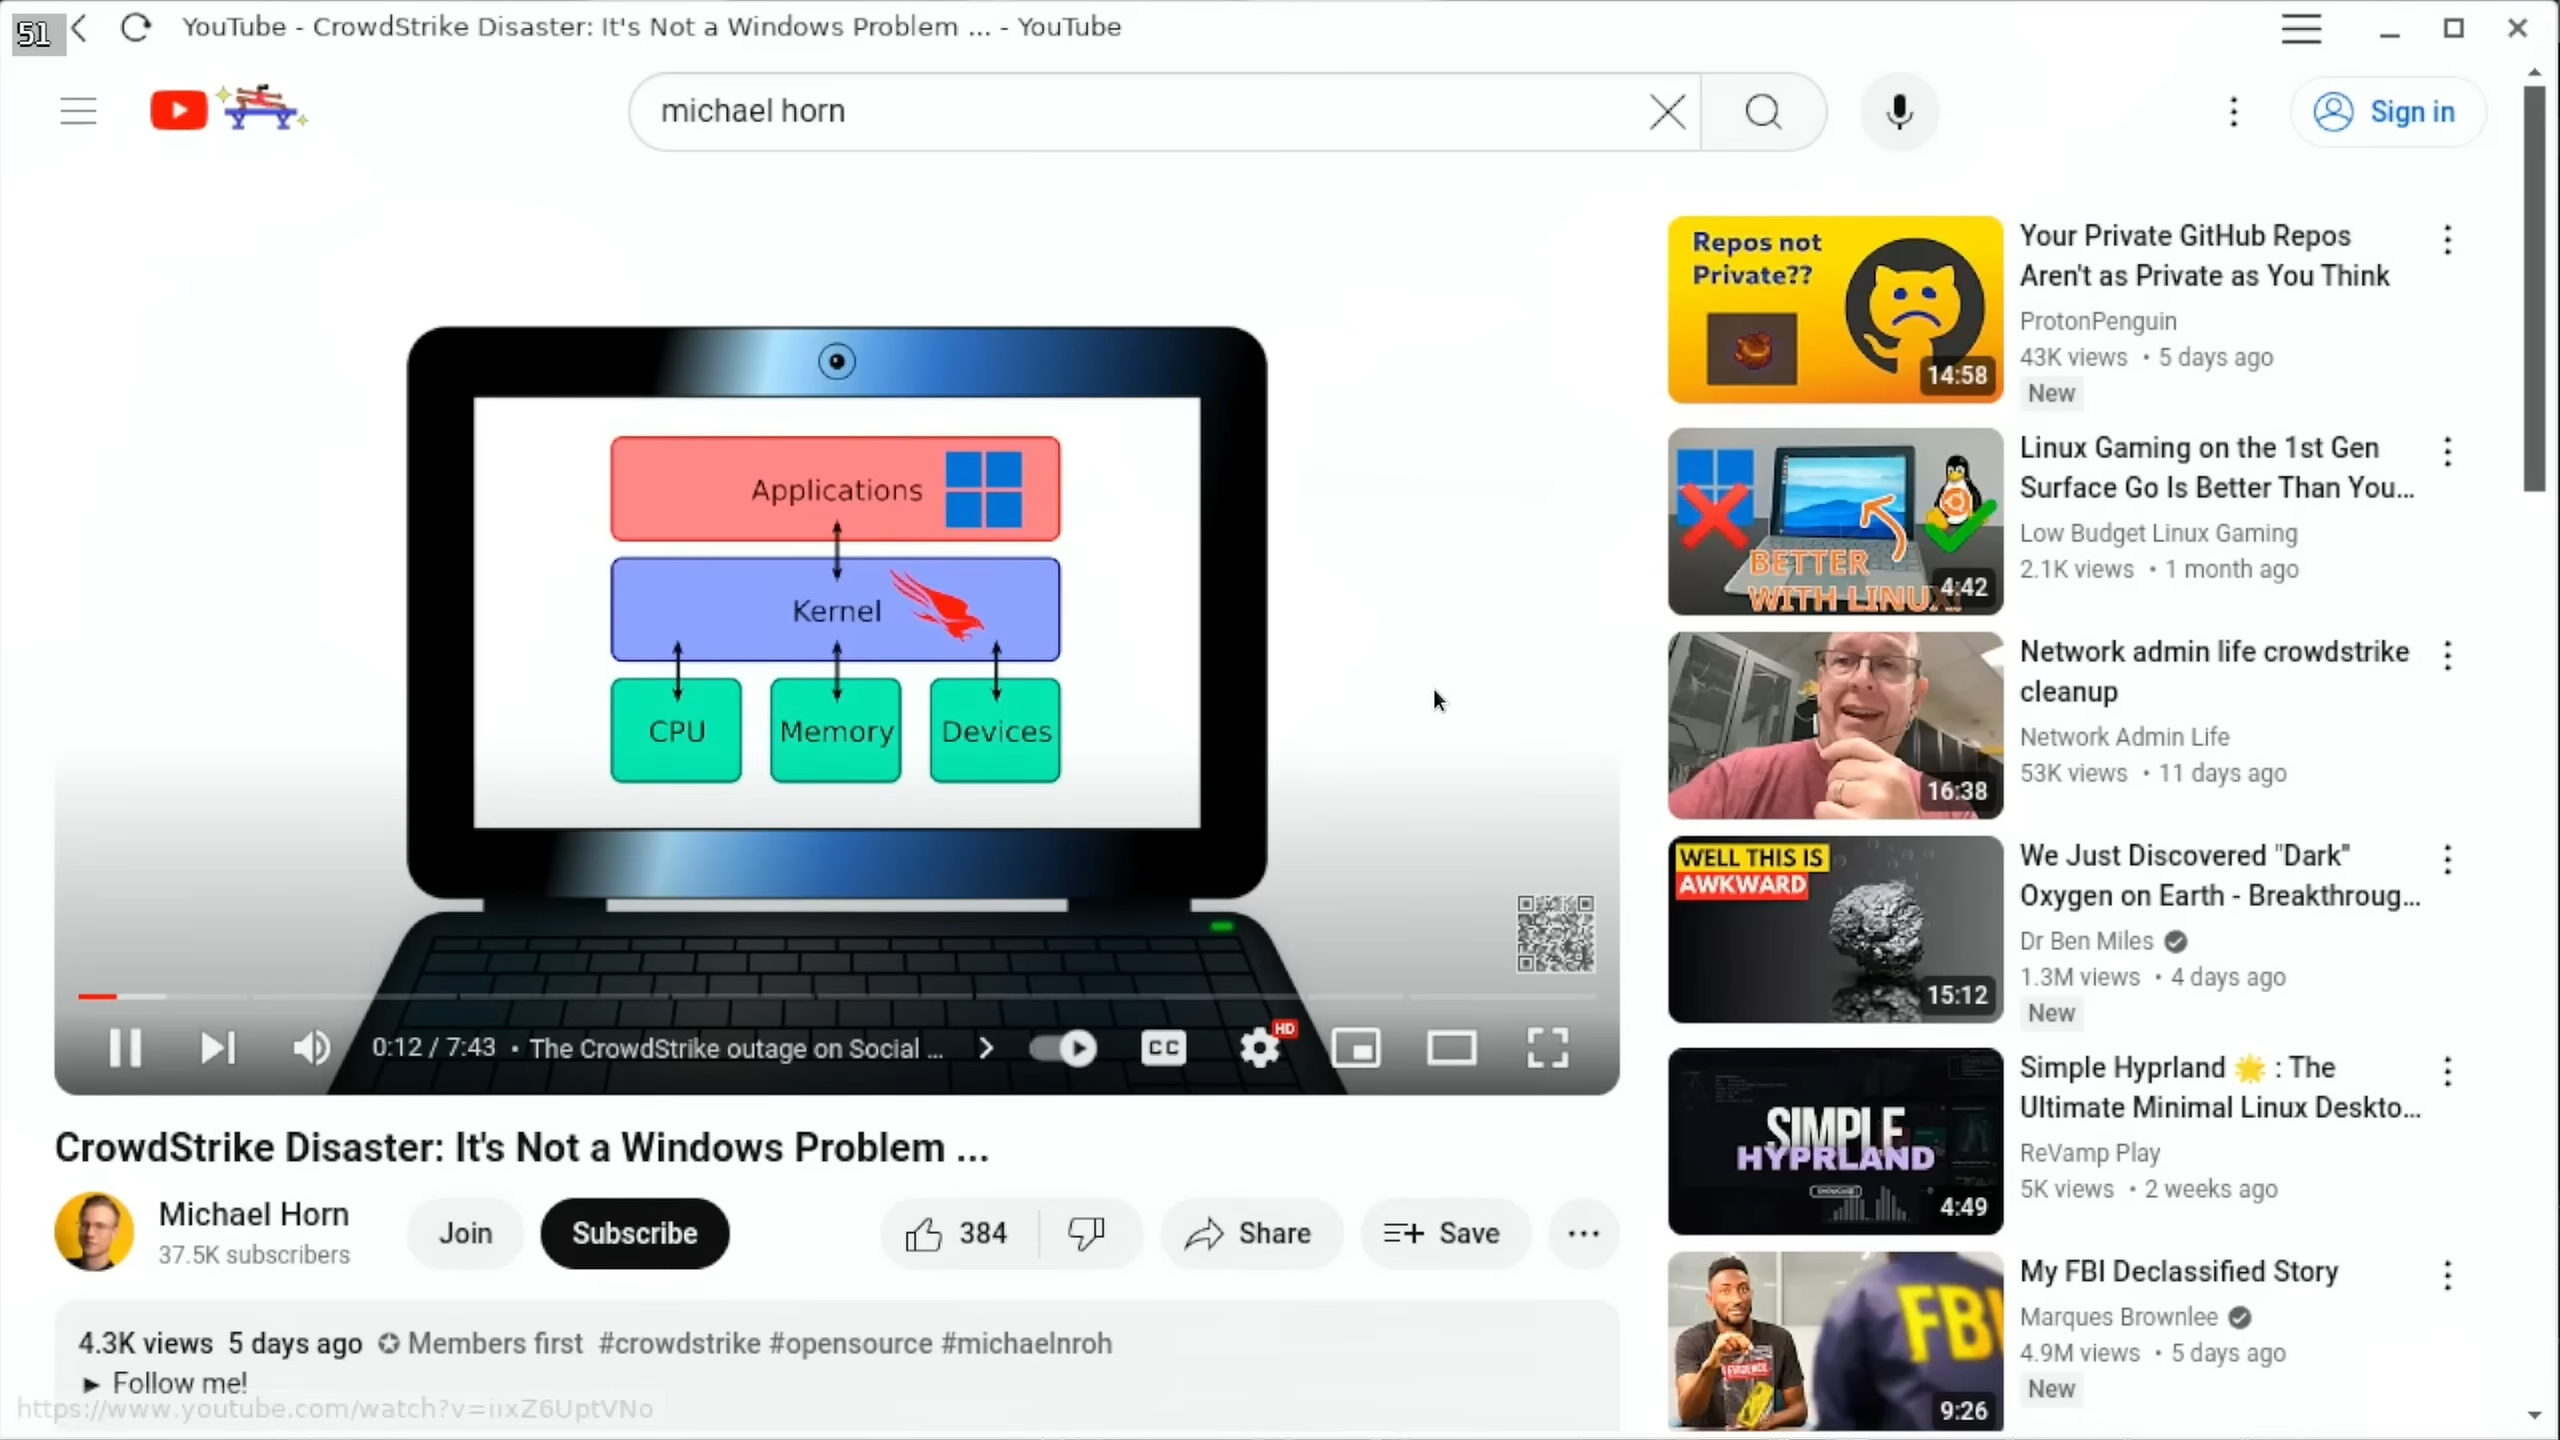 51
YouTube - CrowdStrike Disaster: It's Not a Windows Problem ... - YouTube
michael horn
Sign in
Applications
Kernel
CPU
Memory
Devices
0:12 / 7:43 • The CrowdStrike outage on Social ...
CC
HD
CrowdStrike Disaster: It's Not a Windows Problem ...
Michael Horn
37.5K subscribers
Join
Subscribe
384
Share
Save
4.3K views 5 days ago Members first #crowdstrike #opensource #michaelnroh
► Follow me!
https://www.youtube.com/watch?v=iixZ6UptVNo
Repos not
Private??
14:58
Your Private GitHub Repos
Aren't as Private as You Think
ProtonPenguin
43K views • 5 days ago
New
BETTER
WITH LINUX
4:42
Linux Gaming on the 1st Gen
Surface Go Is Better Than You...
Low Budget Linux Gaming
2.1K views • 1 month ago
16:38
Network admin life crowdstrike
cleanup
Network Admin Life
53K views • 11 days ago
WELL THIS IS
AWKWARD
15:12
We Just Discovered "Dark"
Oxygen on Earth - Breakthroug...
Dr Ben Miles
1.3M views • 4 days ago
New
SIMPLE
HYPRLAND
4:49
Simple Hyprland 🌟 : The
Ultimate Minimal Linux Deskto...
ReVamp Play
5K views • 2 weeks ago
EVIDENCE
FBI
9:26
My FBI Declassified Story
Marques Brownlee
4.9M views • 5 days ago
New